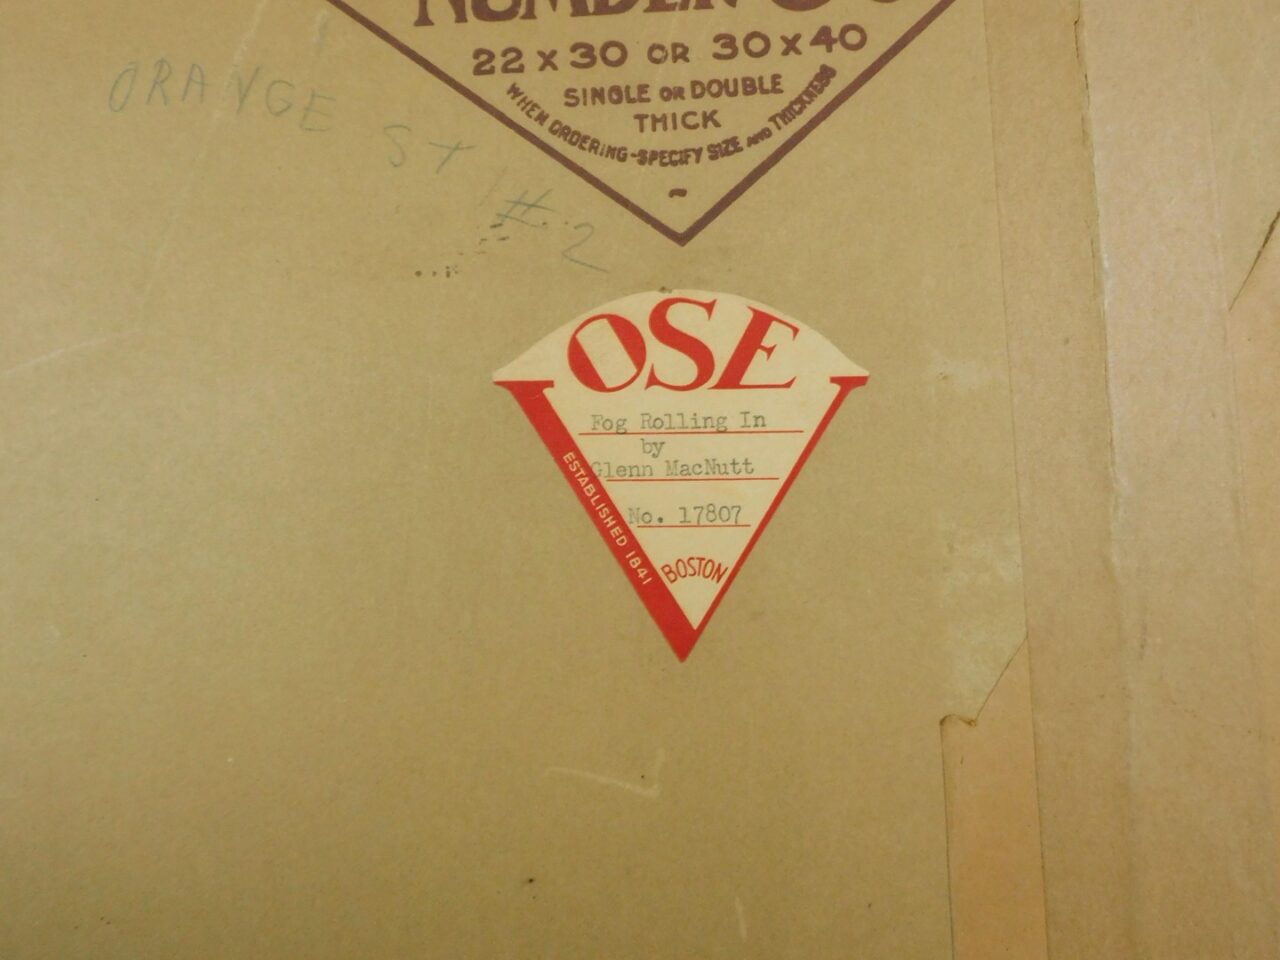 22 x 30 OR 30 x 40
SINGLE OR DOUBLE
THICK
WHEN ORDERING-SPECIFY SIZE AND THICKNESS
ORANGE ST #2
VOSE
Fog Rolling In
by
Glenn MacNutt
No. 17807
ESTABLISHED 1841
BOSTON